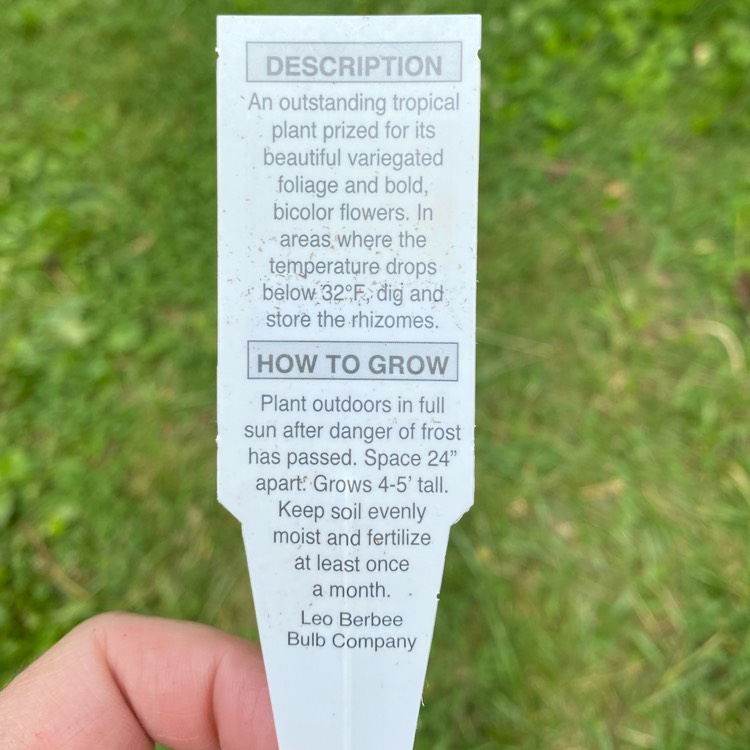 DESCRIPTION
An outstanding tropical
plant prized for its
beautiful variegated
foliage and bold,
bicolor flowers. In
areas where the
temperature drops
below 32°F, dig and
store the rhizomes.
HOW TO GROW
Plant outdoors in full
sun after danger of frost
has passed. Space 24”
apart. Grows 4-5’ tall.
Keep soil evenly
moist and fertilize
at least once
a month.
Leo Berbee
Bulb Company